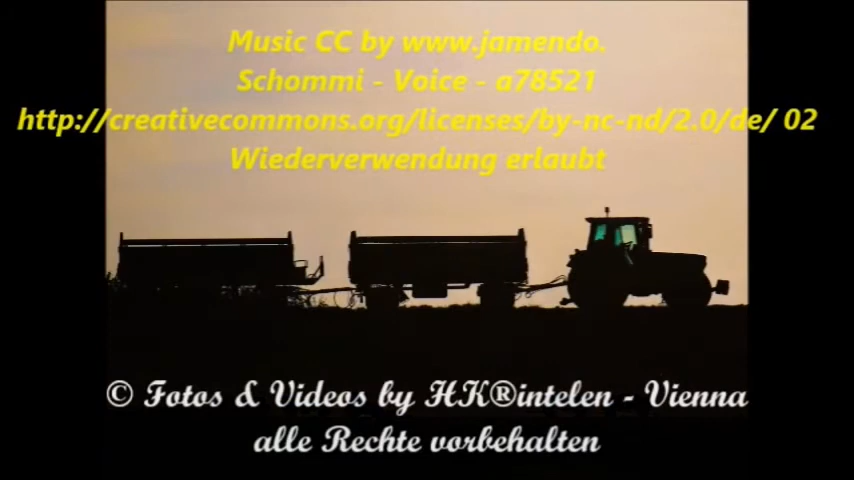 Music CC by www.jamendo.
Schommi - Voice - a78521
http://creativecommons.org/licenses/by-nc-nd/2.0/de/ 02
Wiederverwendung erlaubt
© Fotos & Videos by HK®intelen - Vienna
alle Rechte vorbehalten